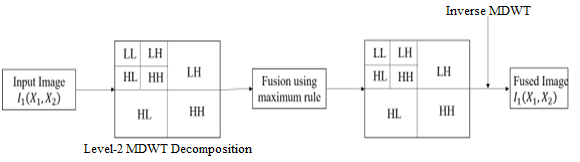 Inverse MDWT
Input Image
I₁(X₁,X₂)
LL LH
HL HH
LH
HL
HH
Level-2 MDWT Decomposition
Fusion using
maximum rule
LL LH
HL HH
LH
HL
HH
Fused Image
I₁(X₁,X₂)